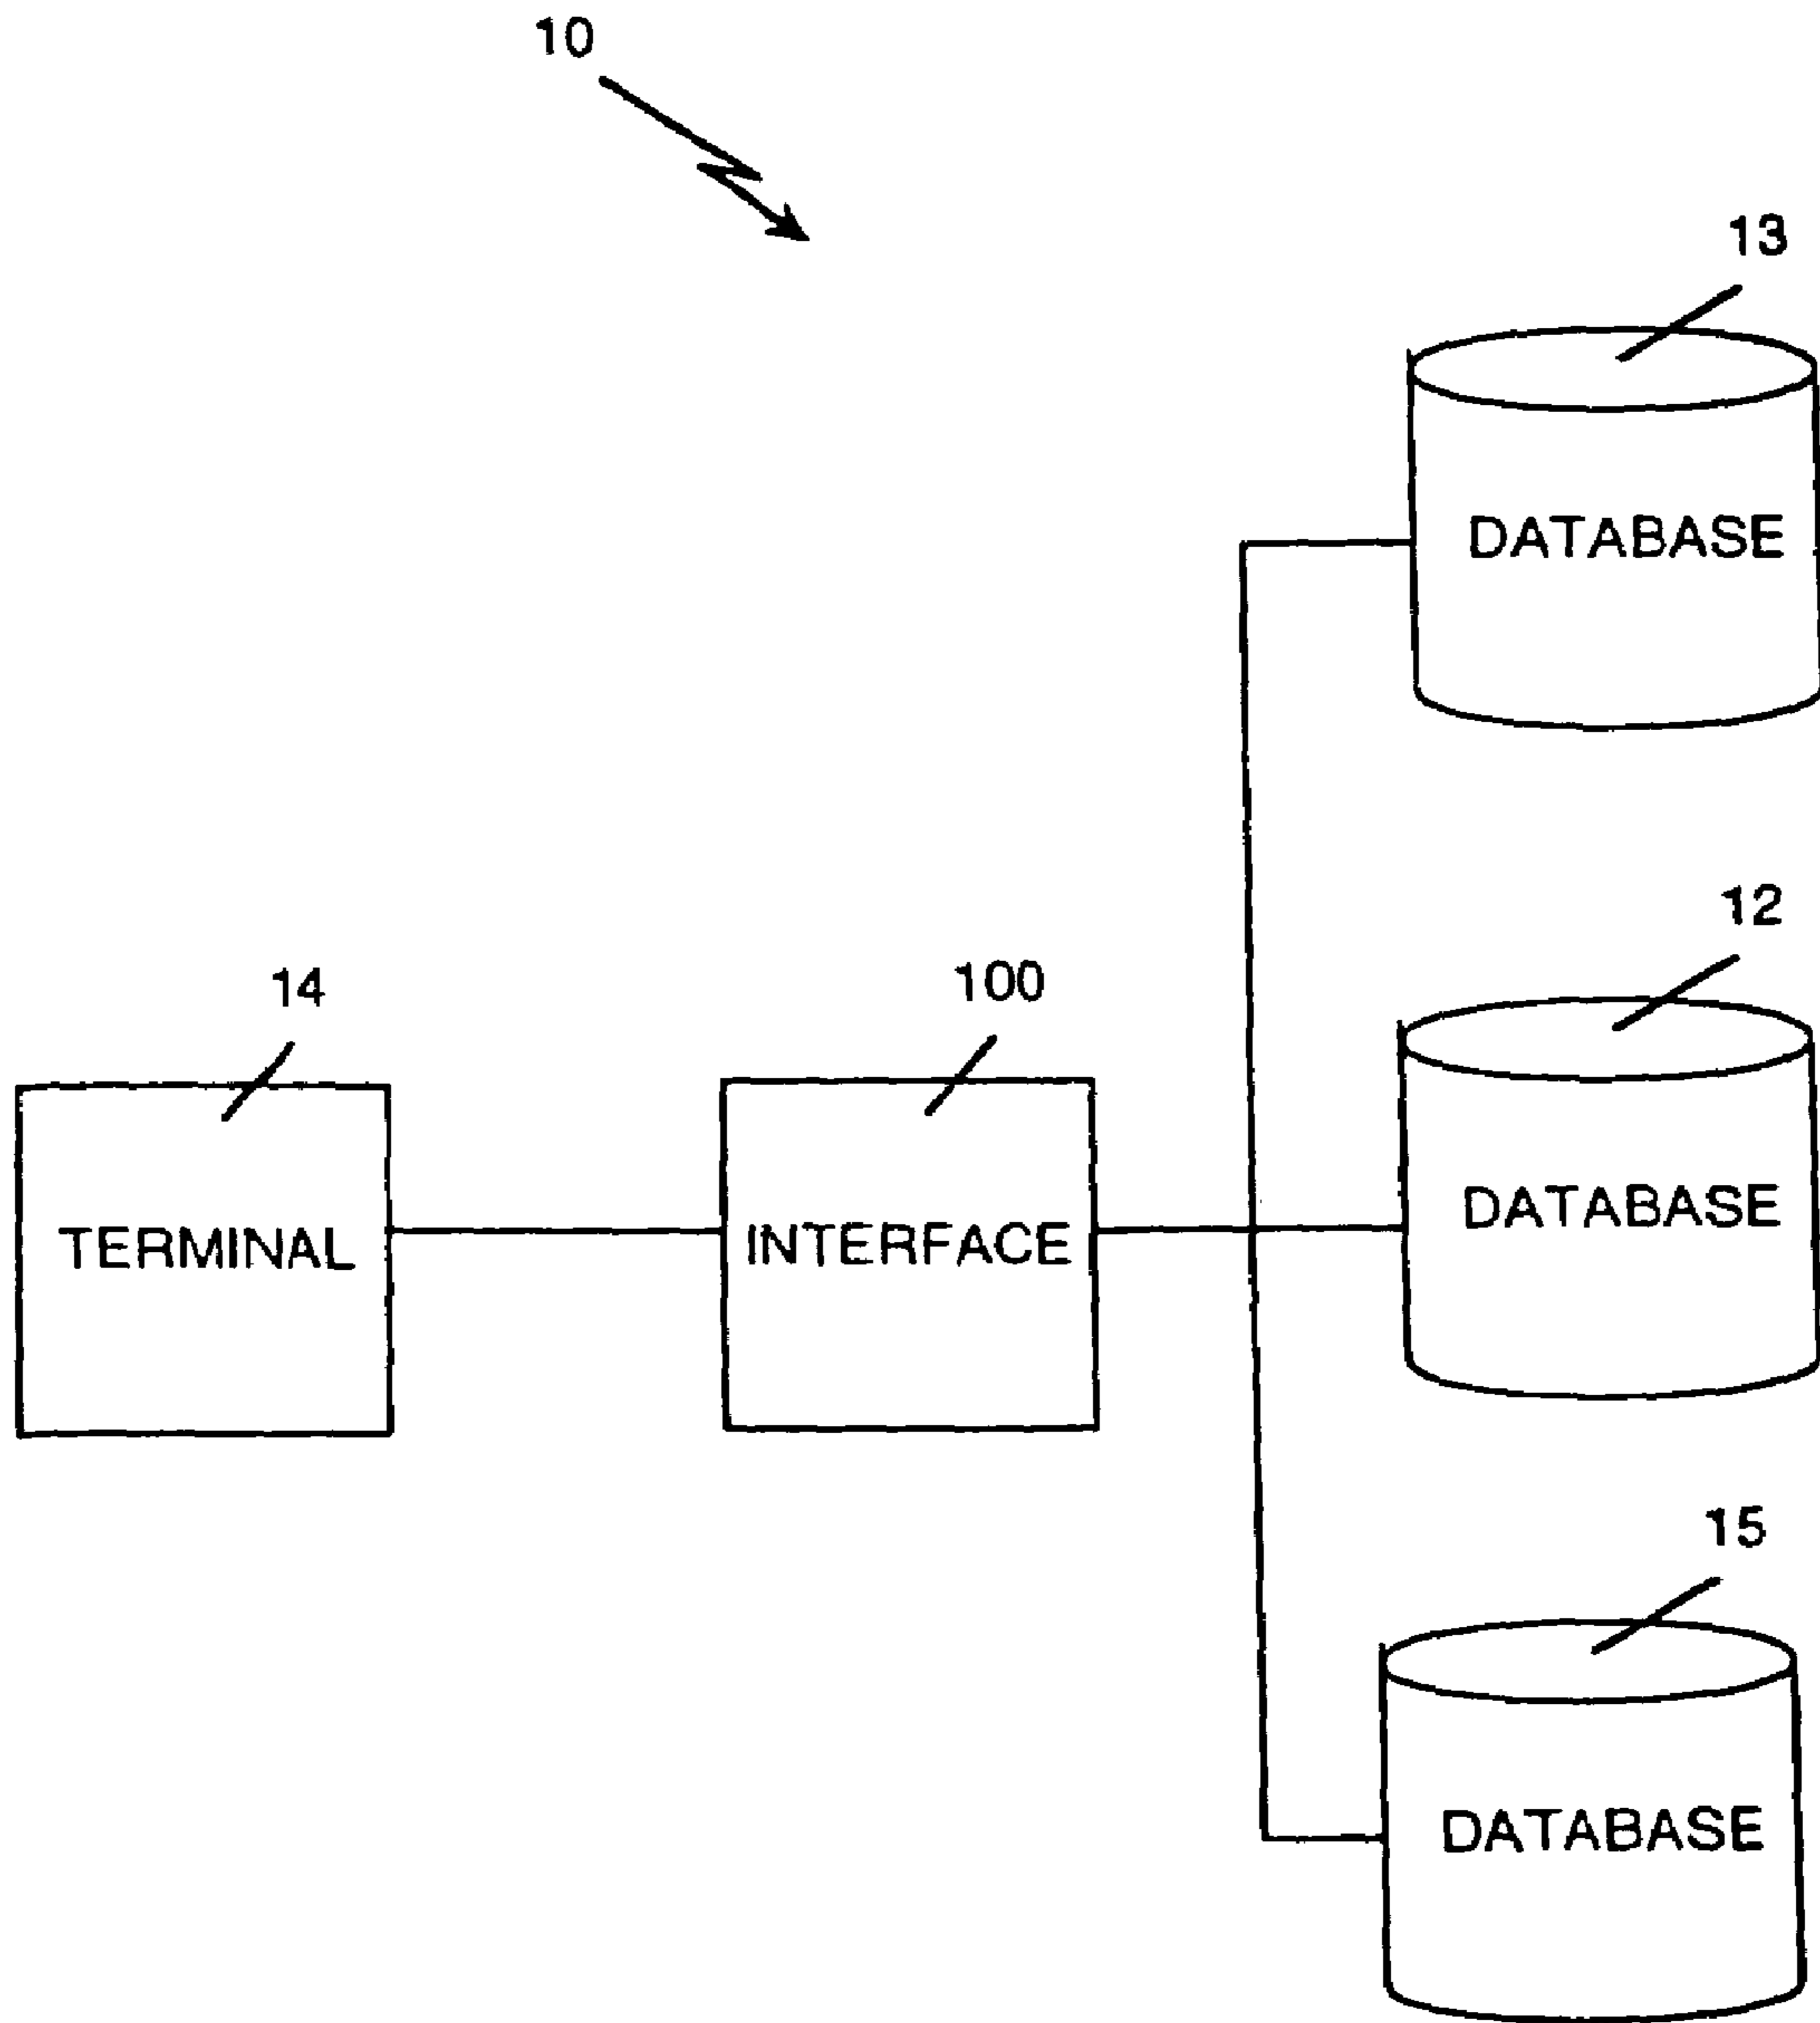 10
13
DATABASE
12
14
100
DATABASE
TERMINAL
INTERFACE
15
DATABASE